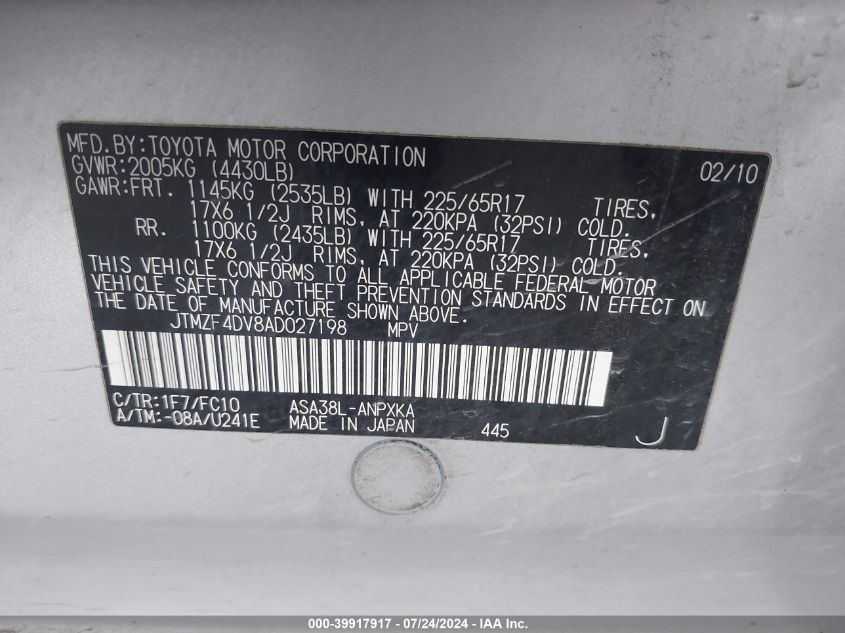 MFD. BY: TOYOTA MOTOR CORPORATION 02/10
GVWR: 2005KG (4430LB)
GAWR: FRT. 1145KG (2535LB) WITH 225/65R17 TIRES,
17X6 1/2J RIMS, AT 220KPA (32PSI) COLD.
RR. 1100KG (2435LB) WITH 225/65R17 TIRES,
17X6 1/2J RIMS, AT 220KPA (32PSI) COLD.
THIS VEHICLE CONFORMS TO ALL APPLICABLE FEDERAL MOTOR
VEHICLE SAFETY AND THEFT PREVENTION STANDARDS IN EFFECT ON
THE DATE OF MANUFACTURE SHOWN ABOVE.
JTMZF4DV8AD027198 MPV
C/TR: 1F7/FC10 ASA38L-ANPXKA
A/TM: -08A/U241E MADE IN JAPAN 445 J
000-39917917 / 07/24/2024 - IAA Inc.